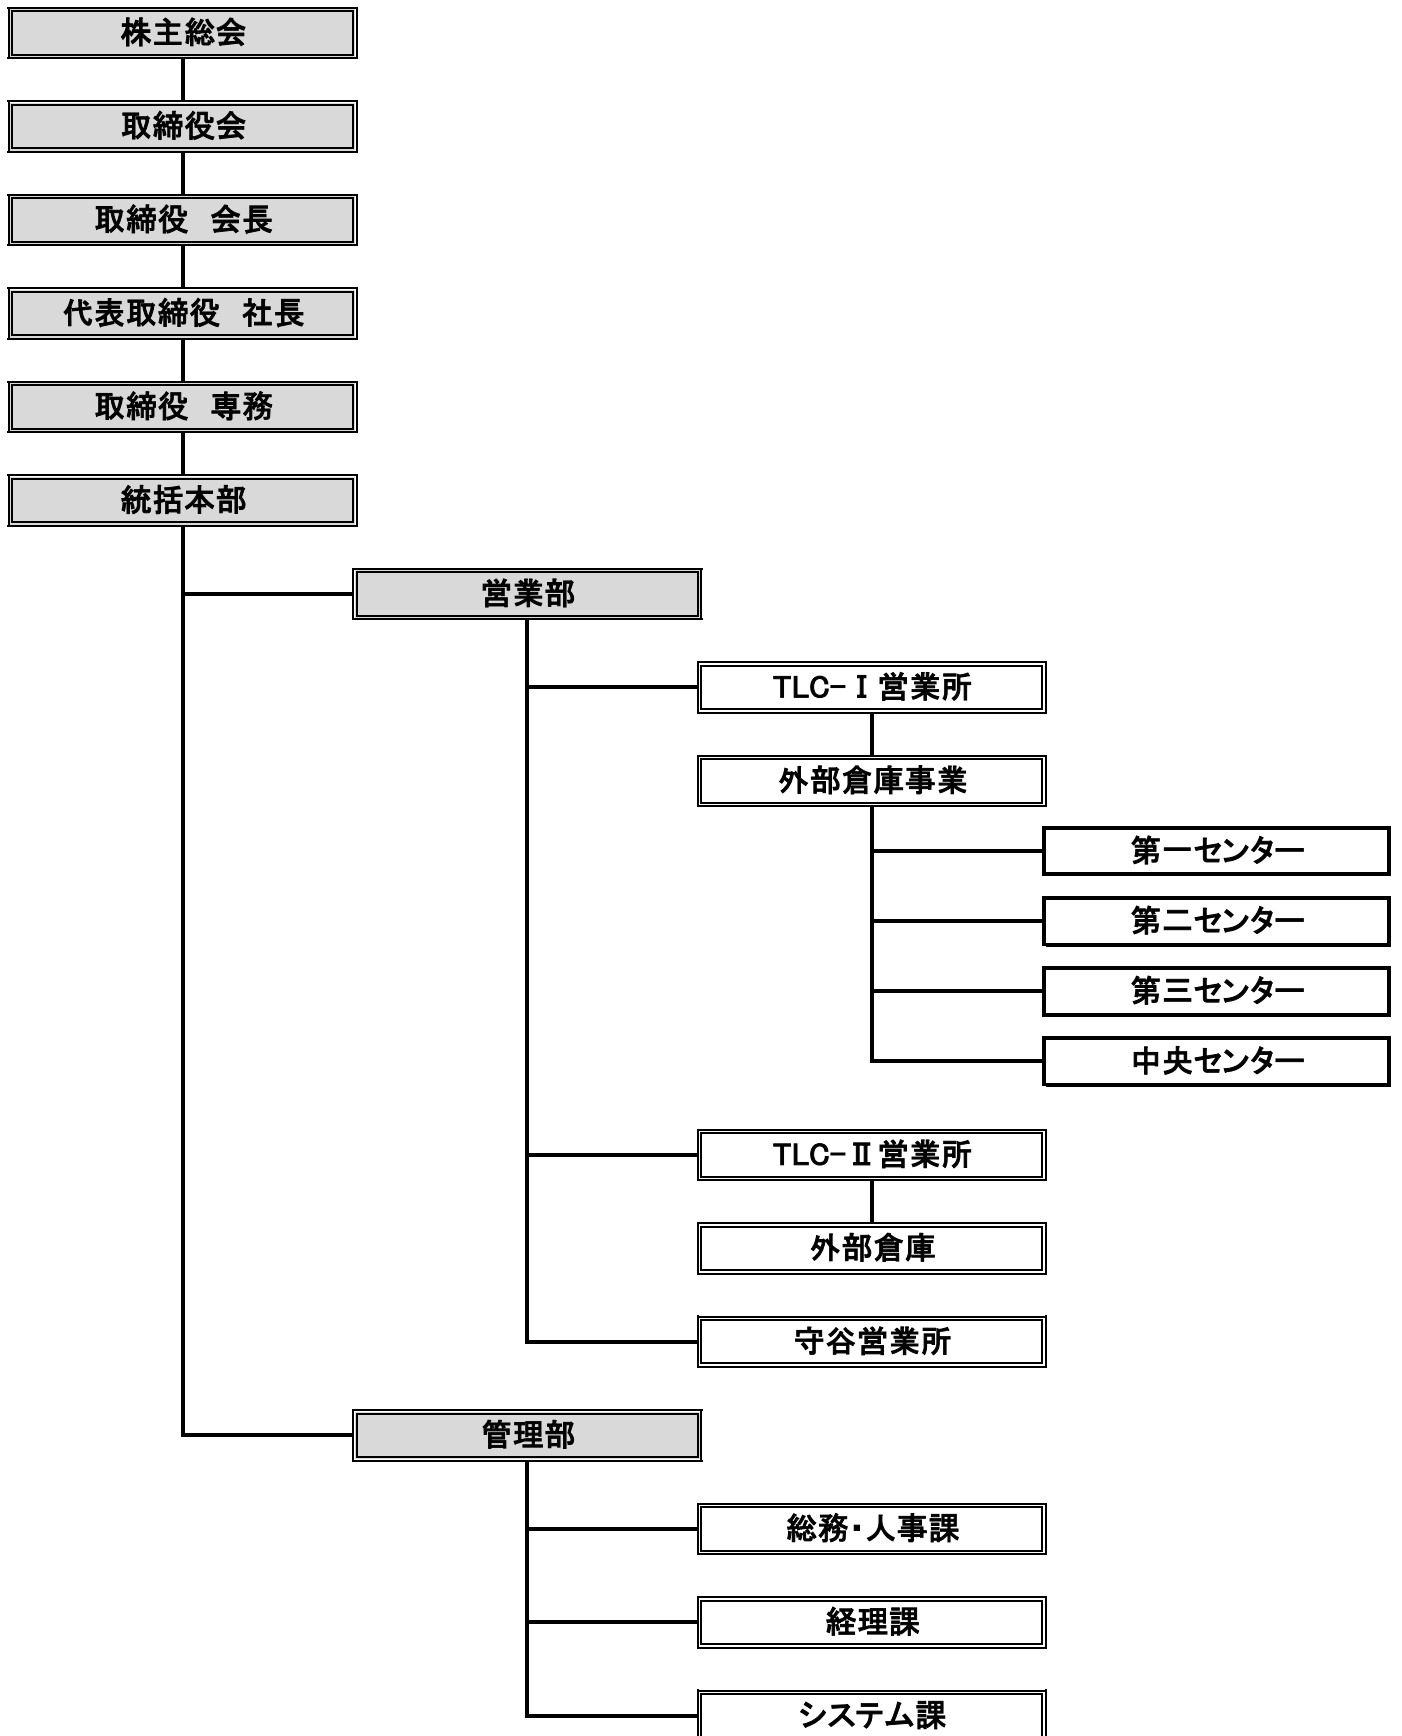 株主総会
取締役会
取締役　会長
代表取締役　社長
取締役　専務
統括本部
営業部
TLC-Ⅰ営業所
外部倉庫事業
第一センター
第二センター
第三センター
中央センター
TLC-Ⅱ営業所
外部倉庫
守谷営業所
管理部
総務・人事課
経理課
システム課